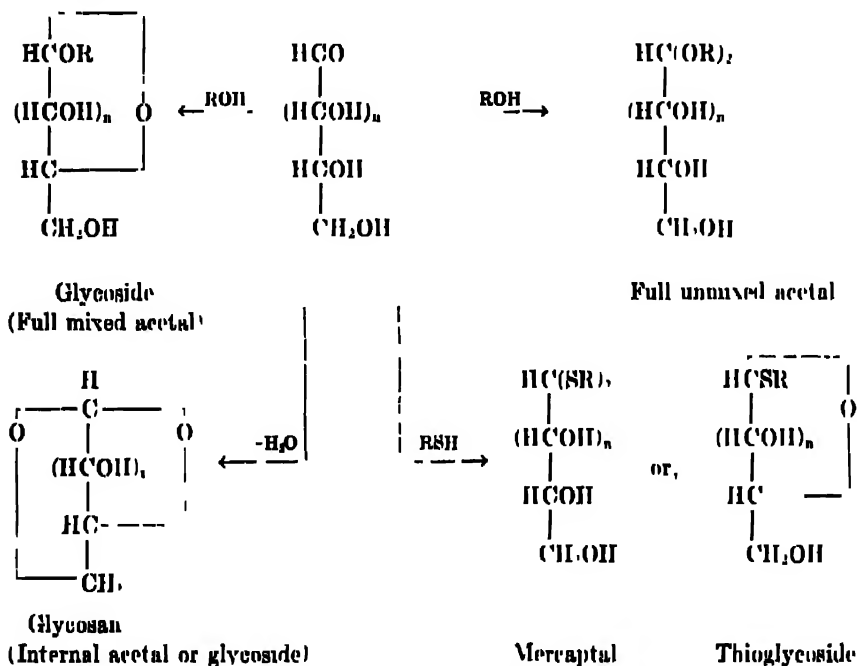 HCOR HCO HC(OR)₂
(HCOH)ₙ O ←ROH (HCOH)ₙ ROH→ (HCOH)ₙ
HC HCOH HCOH
CH₂OH CH₂OH CH₂OH
Glycoside Full unmixed acetal
(Full mixed acetal)
H
C HC(SR)₂ HCSR
O O -H₂O ← RSH → O
(HCOH)ₙ (HCOH)ₙ or, (HCOH)ₙ
HC HCOH HC
CH₂ CH₂OH CH₂OH
Glycosan
(Internal acetal or glycoside) Mercaptal Thioglycoside